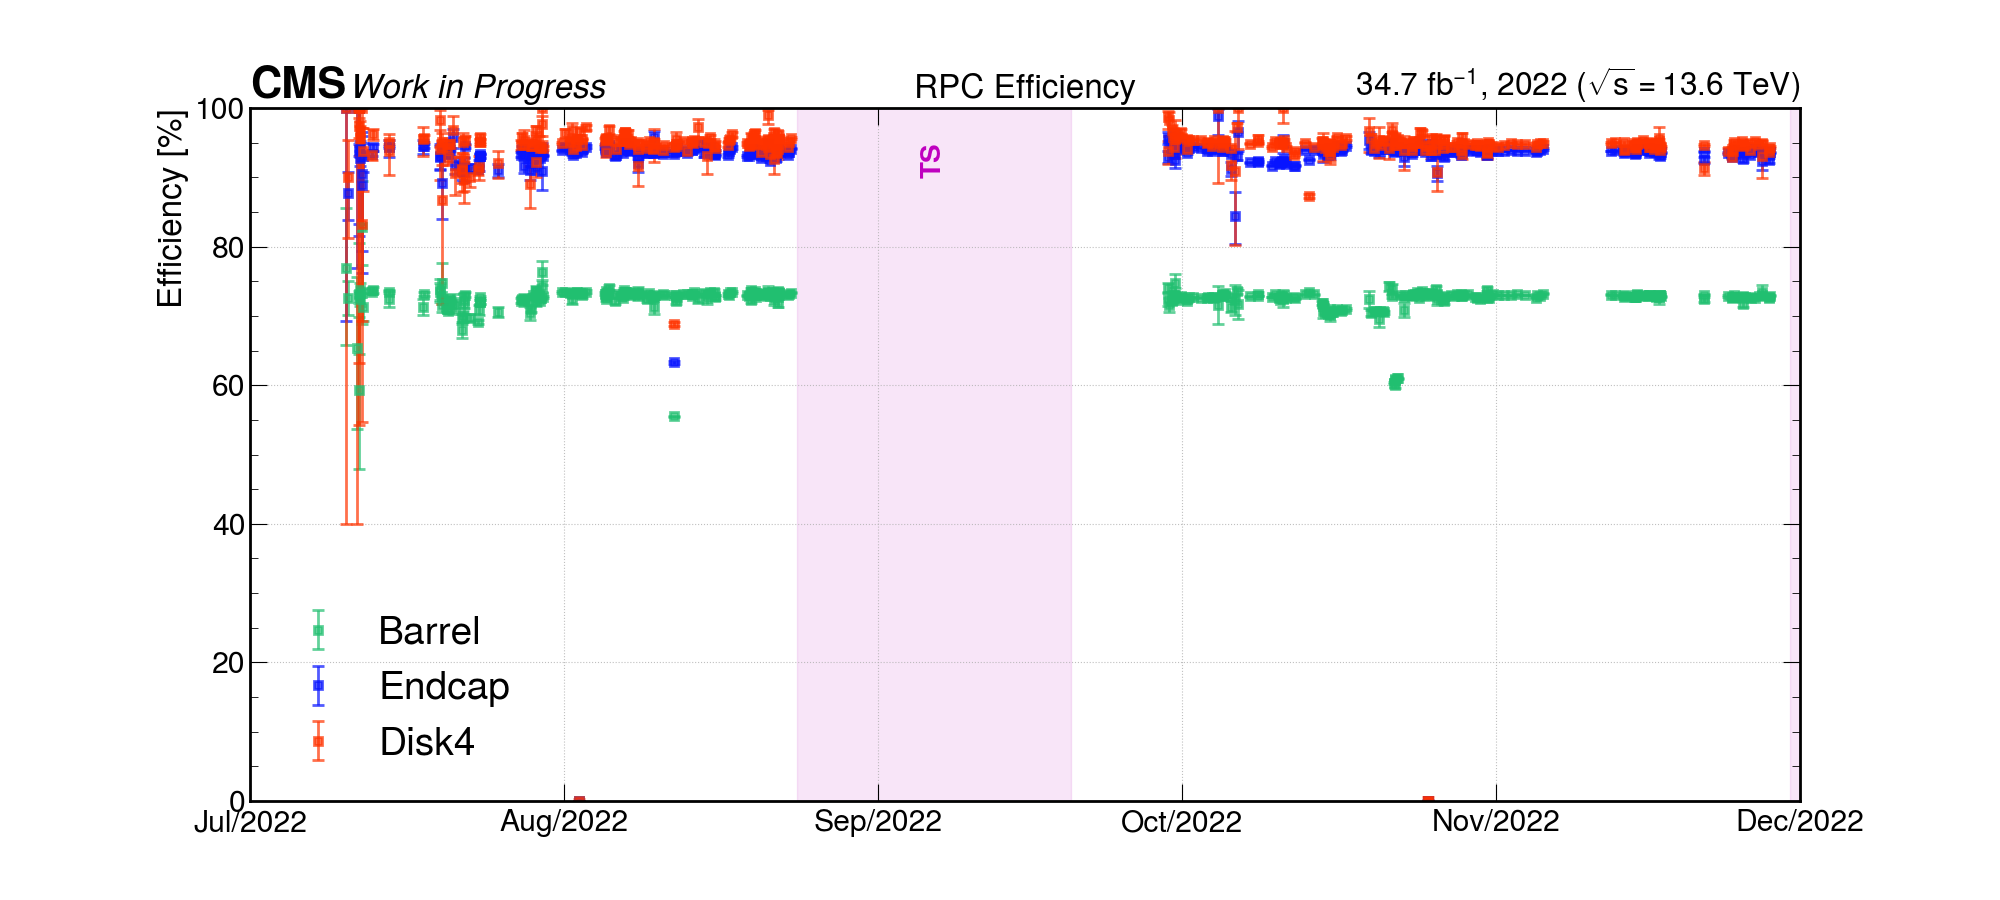 CMS Work in Progress RPC Efficiency 34.7 fb⁻¹, 2022 (√s = 13.6 TeV)
Efficiency [%]
100
80
60
40
20
0
TS
Barrel
Endcap
Disk4
Jul/2022 Aug/2022 Sep/2022 Oct/2022 Nov/2022 Dec/2022